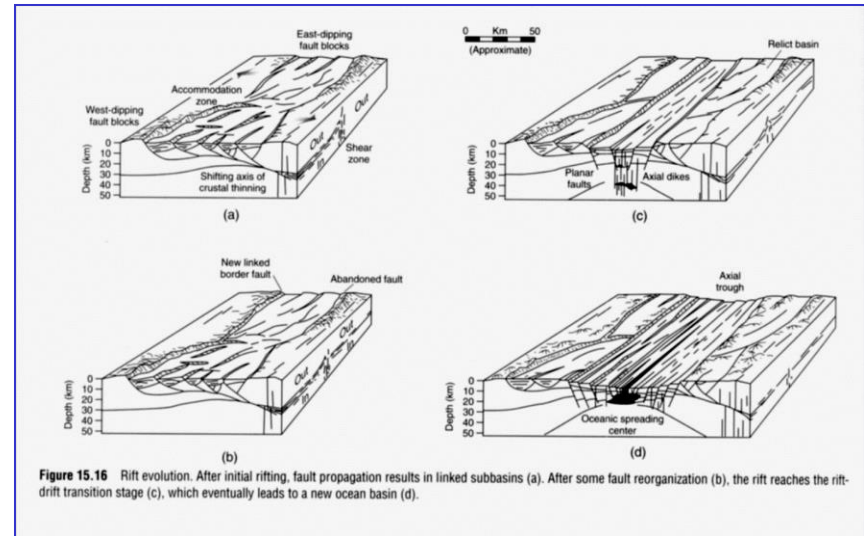 East-dipping
fault blocks
Accommodation
zone
West-dipping
fault blocks
Out
Out
In
Shear
zone
Depth (km)
0
10
20
30
40
50
Shifting axis of
crustal thinning
(a)
0 Km 50
(Approximate)
Relict basin
Depth (km)
0
10
20
30
40
50
Planar
faults
Axial dikes
(c)
New linked
border fault
Abandoned fault
Out
Out
In
In
Depth (km)
0
10
20
30
40
50
(b)
Axial
trough
Depth (km)
0
10
20
30
40
50
Oceanic spreading
center
(d)
Figure 15.16 Rift evolution. After initial rifting, fault propagation results in linked subbasins (a). After some fault reorganization (b), the rift reaches the rift-
drift transition stage (c), which eventually leads to a new ocean basin (d).